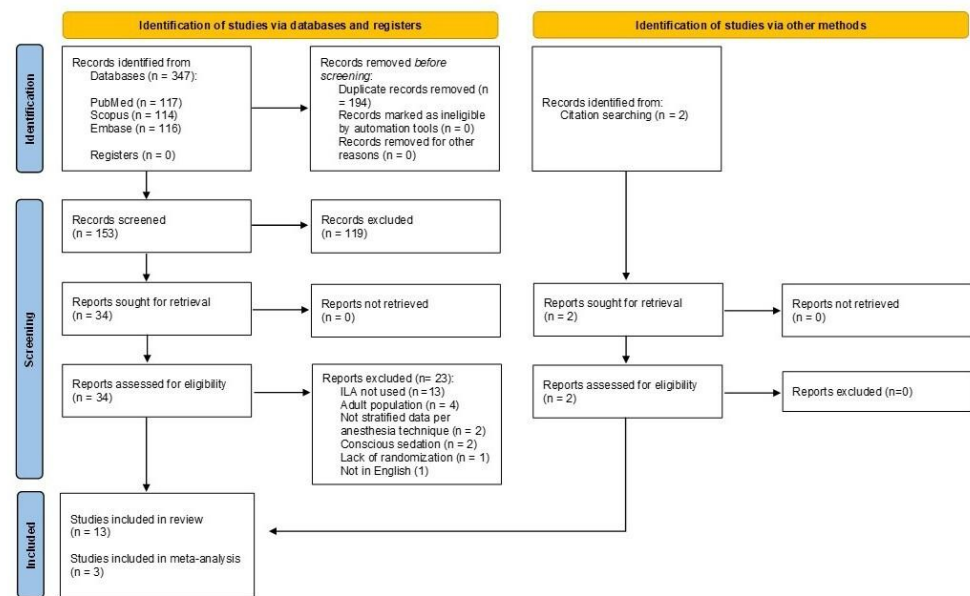 Identification of studies via databases and registers
Identification of studies via other methods
Identification
Records identified from
Databases (n = 347):
PubMed (n = 117)
Scopus (n = 114)
Embase (n = 116)
Registers (n = 0)
Records removed before
screening:
Duplicate records removed (n
= 194)
Records marked as ineligible
by automation tools (n = 0)
Records removed for other
reasons (n = 0)
Records identified from:
Citation searching (n = 2)
Screening
Records screened
(n = 153)
Records excluded
(n = 119)
Reports sought for retrieval
(n = 34)
Reports not retrieved
(n = 0)
Reports sought for retrieval
(n = 2)
Reports not retrieved
(n = 0)
Reports assessed for eligibility
(n = 34)
Reports excluded (n= 23):
ILA not used (n =13)
Adult population (n = 4)
Not stratified data per
anesthesia technique (n = 2)
Conscious sedation (n = 2)
Lack of randomization (n = 1)
Not in English (1)
Reports assessed for eligibility
(n = 2)
Reports excluded (n=0)
Included
Studies included in review
(n = 13)
Studies included in meta-analysis
(n = 3)